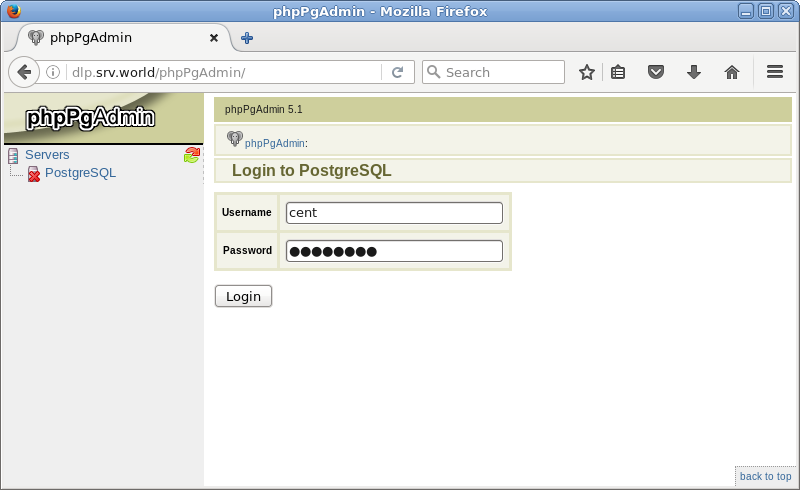 phpPgAdmin - Mozilla Firefox
phpPgAdmin
dlp.srv.world/phpPgAdmin/
Search
phpPgAdmin
Servers
PostgreSQL
phpPgAdmin 5.1
phpPgAdmin:
Login to PostgreSQL
Username cent
Password ●●●●●●●●
Login
back to top